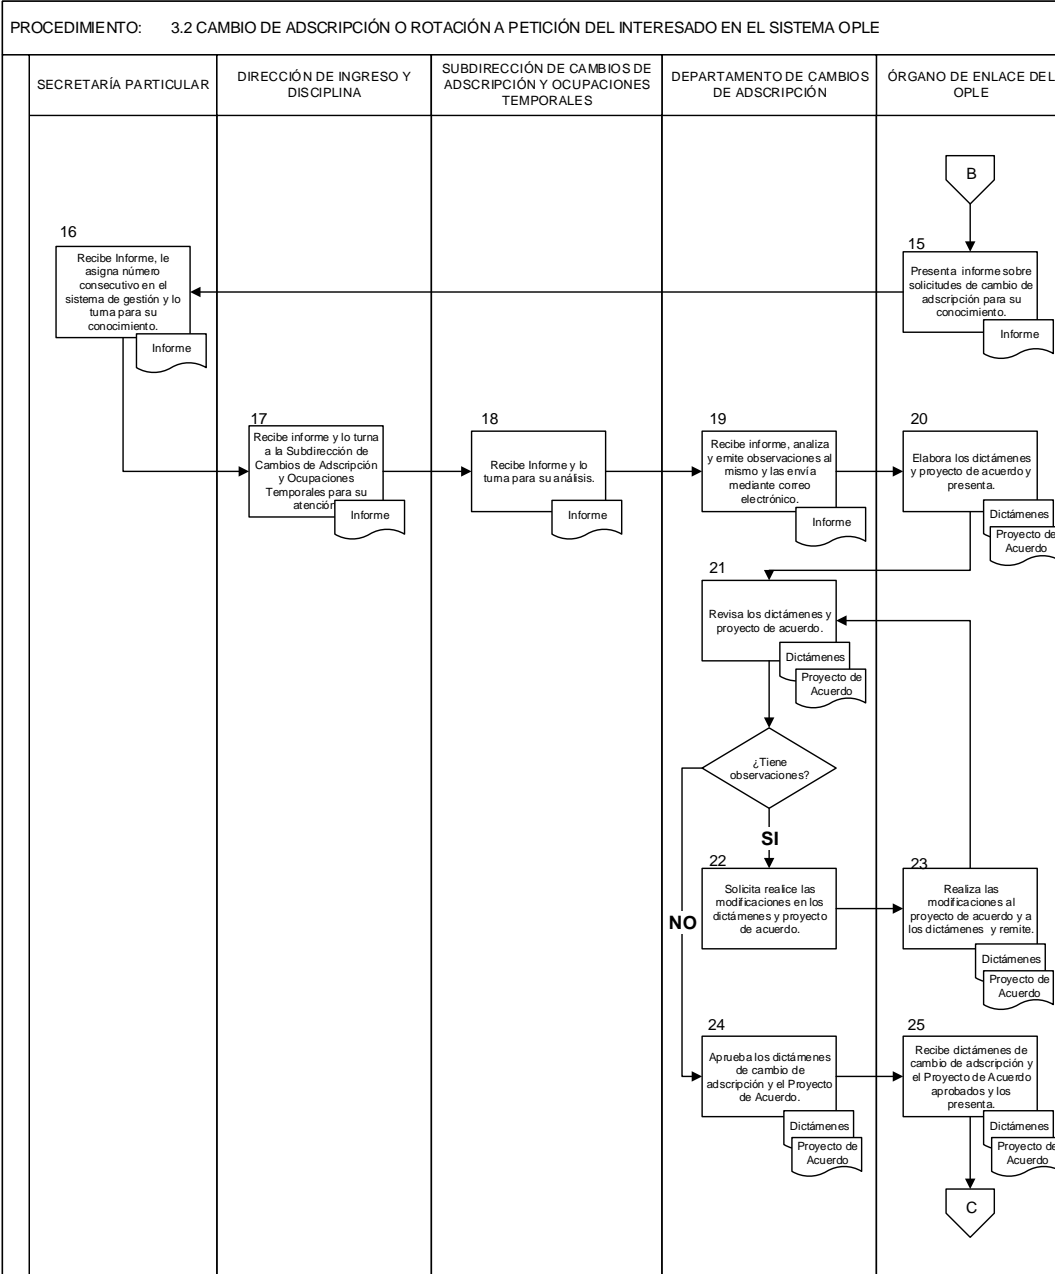 PROCEDIMIENTO: 3.2 CAMBIO DE ADSCRIPCIÓN O ROTACIÓN A PETICIÓN DEL INTERESADO EN EL SISTEMA OPLE
SECRETARÍA PARTICULAR
DIRECCIÓN DE INGRESO Y
DISCIPLINA
SUBDIRECCIÓN DE CAMBIOS DE
ADSCRIPCIÓN Y OCUPACIONES
TEMPORALES
DEPARTAMENTO DE CAMBIOS
DE ADSCRIPCIÓN
ÓRGANO DE ENLACE DEL
OPLE
B
15
Presenta informe sobre
solicitudes de cambio de
adscripción para su
conocimiento.
Informe
16
Recibe Informe, le
asigna número
consecutivo en el
sistema de gestión y lo
turna para su
conocimiento.
Informe
17
Recibe informe y lo turna
a la Subdirección de
Cambios de Adscripción
y Ocupaciones
Temporales para su
atención
Informe
18
Recibe Informe y lo
turna para su análisis.
Informe
19
Recibe informe, analiza
y emite observaciones al
mismo y las envía
mediante correo
electrónico.
Informe
20
Elabora los dictámenes
y proyecto de acuerdo y
presenta.
Dictámenes
Proyecto de
Acuerdo
21
Revisa los dictámenes y
proyecto de acuerdo.
Dictámenes
Proyecto de
Acuerdo
¿Tiene
observaciones?
SI
NO
22
Solicita realice las
modificaciones en los
dictámenes y proyecto
de acuerdo.
23
Realiza las
modificaciones al
proyecto de acuerdo y a
los dictámenes y remite.
Dictámenes
Proyecto de
Acuerdo
24
Aprueba los dictámenes
de cambio de
adscripción y el Proyecto
de Acuerdo.
Dictámenes
Proyecto de
Acuerdo
25
Recibe dictámenes de
cambio de adscripción y
el Proyecto de Acuerdo
aprobados y los
presenta.
Dictámenes
Proyecto de
Acuerdo
C